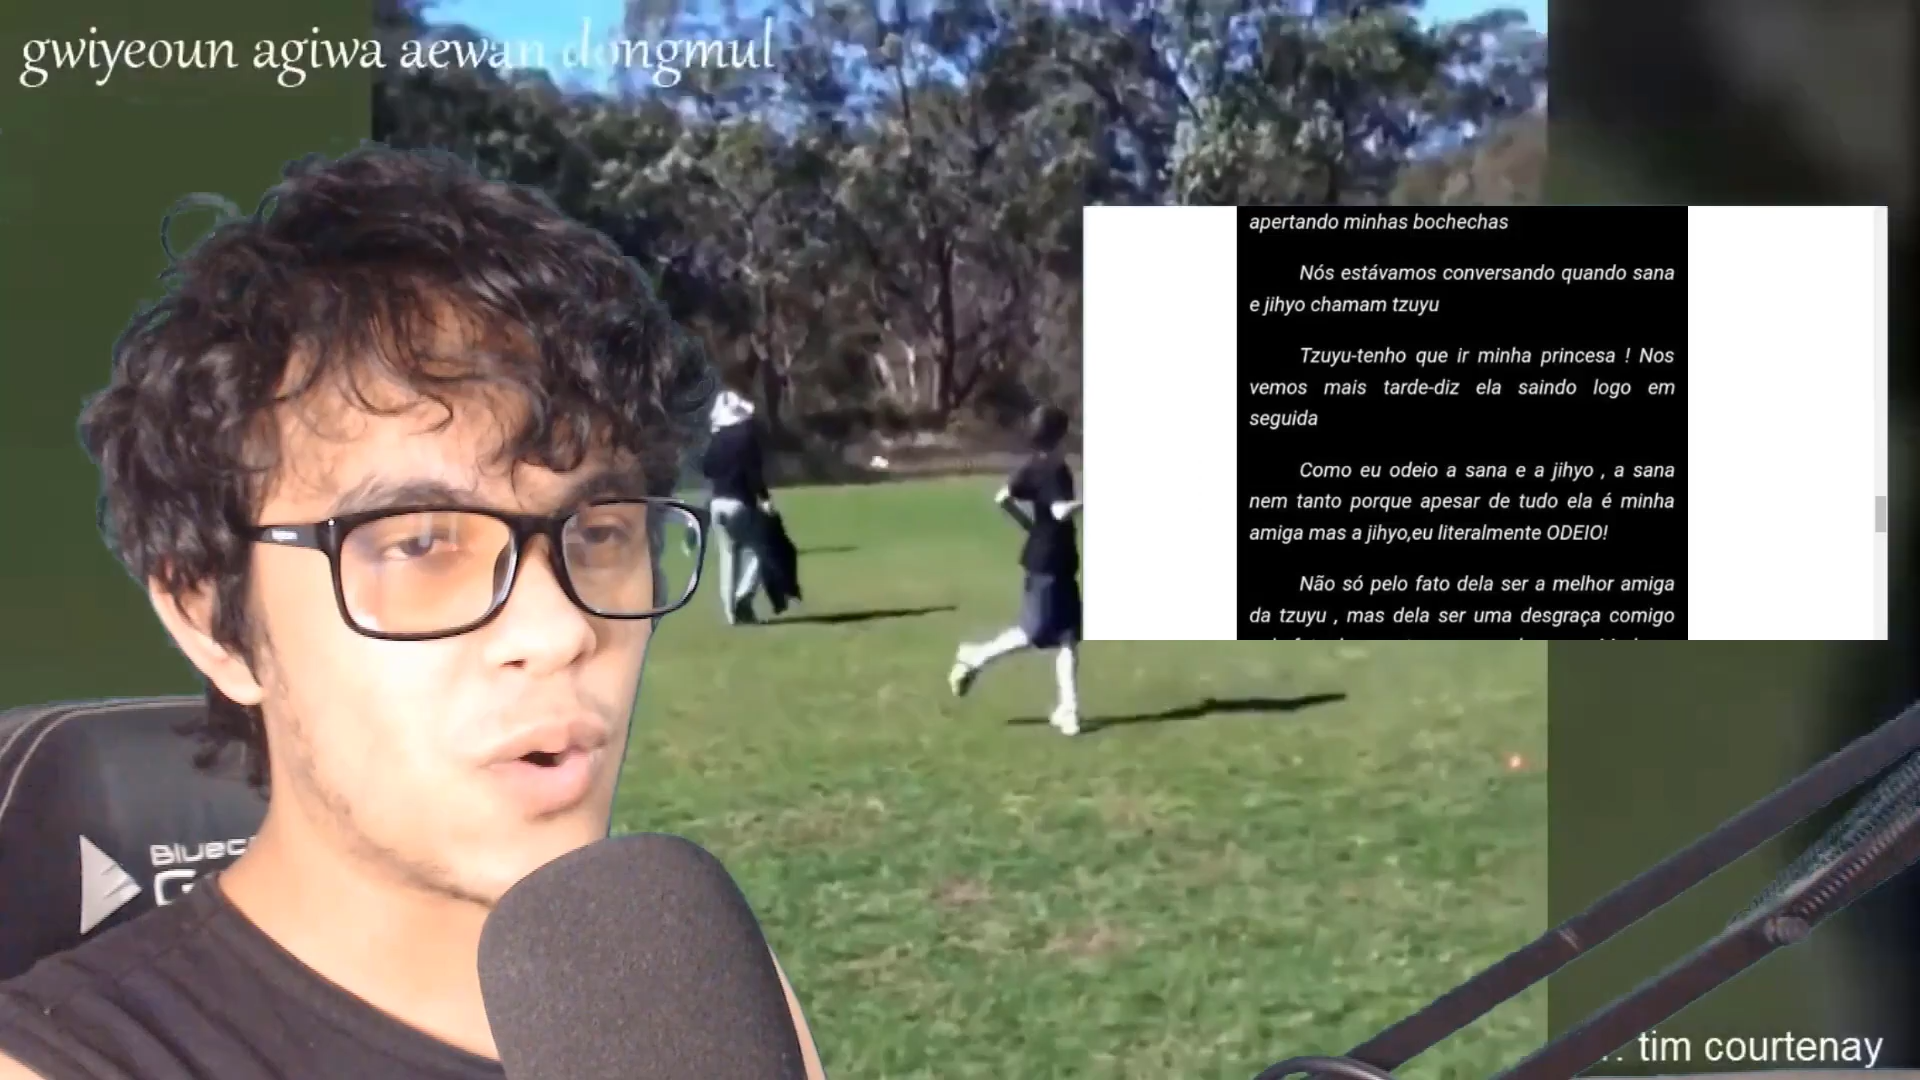 gwiyeoun agiwa aewan dongmul
apertando minhas bochechas
Nós estávamos conversando quando sana
e jihyo chamam tzuyu
Tzuyu-tenho que ir minha princesa ! Nos
vemos mais tarde-diz ela saindo logo em
seguida
Como eu odeio a sana e a jihyo , a sana
nem tanto porque apesar de tudo ela é minha
amiga mas a jihyo,eu literalmente ODEIO!
Não só pelo fato dela ser a melhor amiga
da tzuyu , mas dela ser uma desgraça comigo
tim courtenay